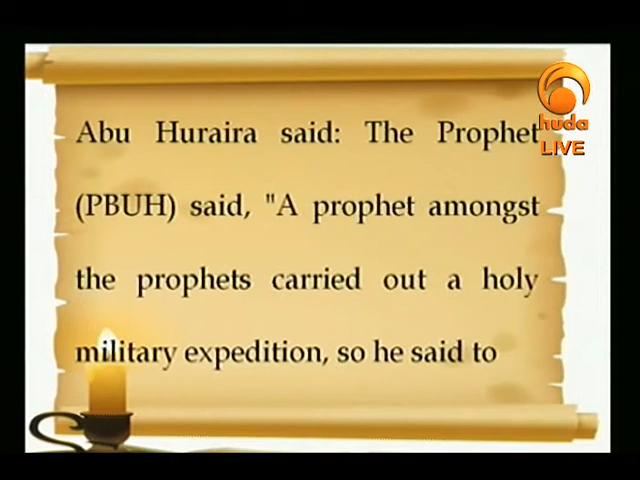 Abu Huraira said: The Prophet
(PBUH) said, "A prophet amongst
the prophets carried out a holy
military expedition, so he said to
huda
LIVE